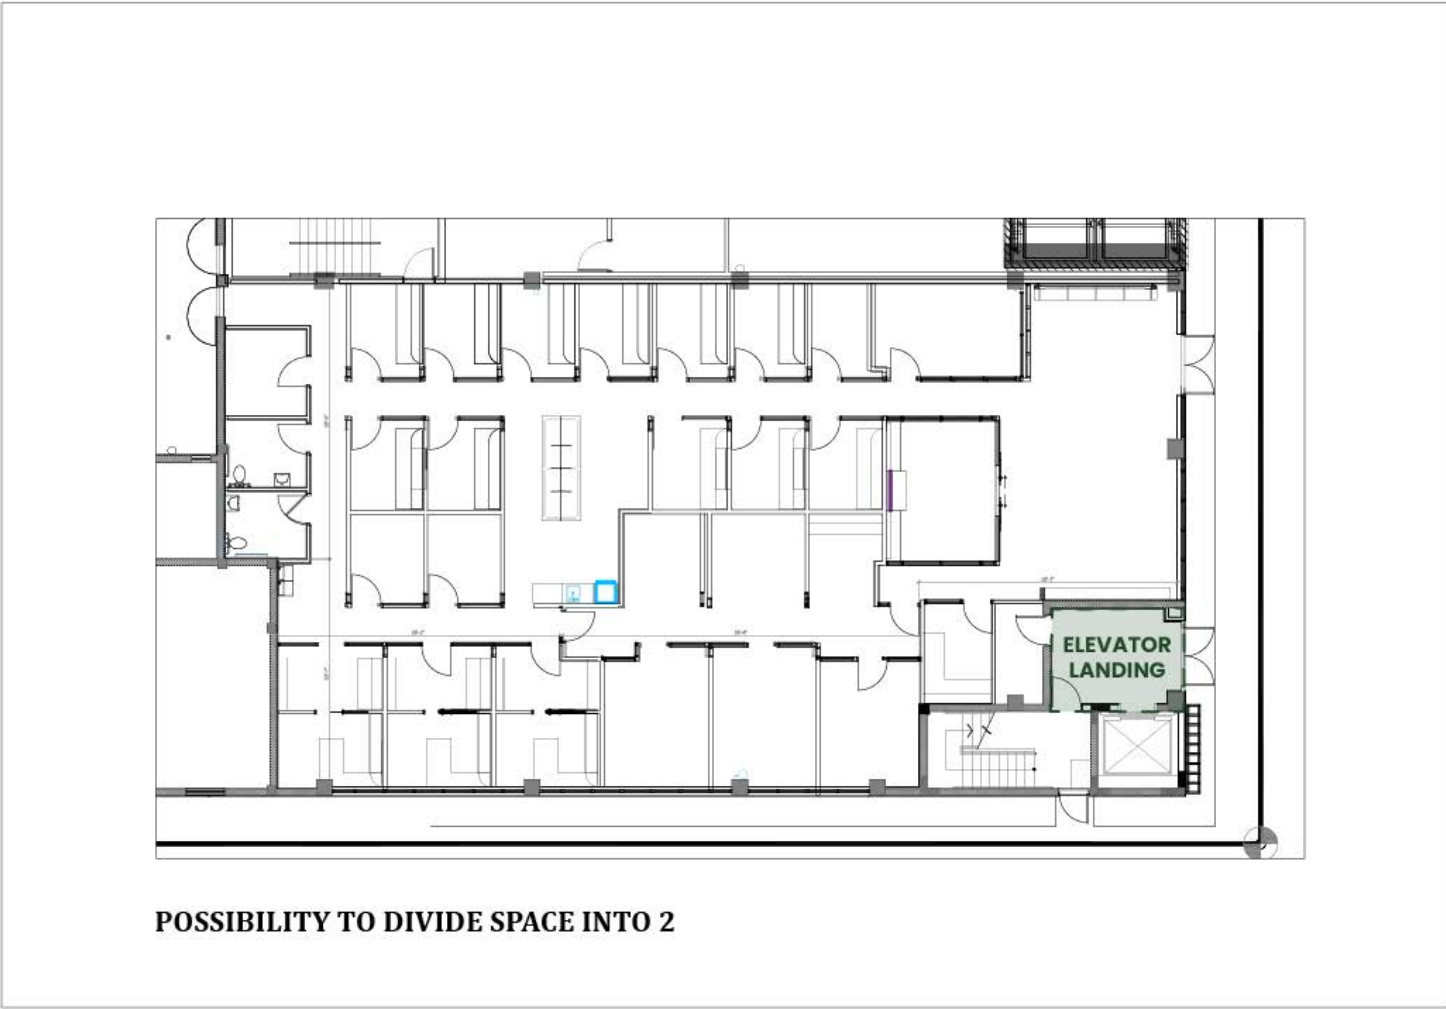 ELEVATOR
LANDING
POSSIBILITY TO DIVIDE SPACE INTO 2